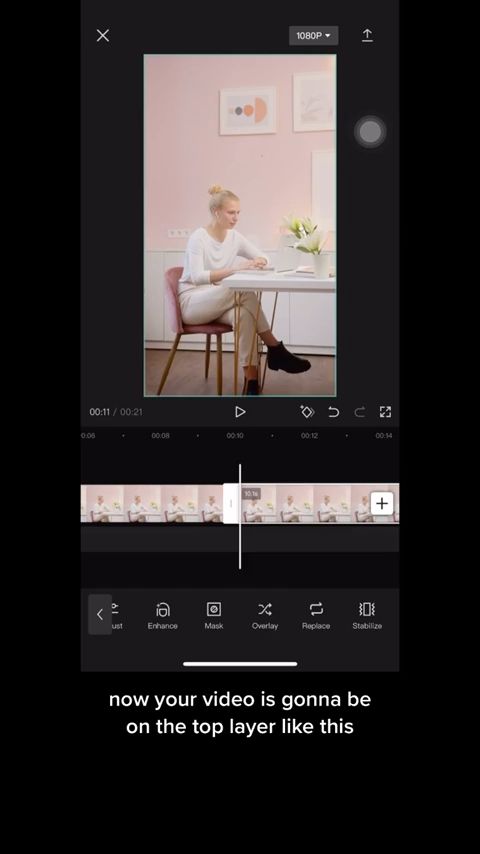 1080P
00:11 / 00:21
0:06 00:08 00:10 00:12 00:14
10.1s
ust Enhance Mask Overlay Replace Stabilize
now your video is gonna be
on the top layer like this